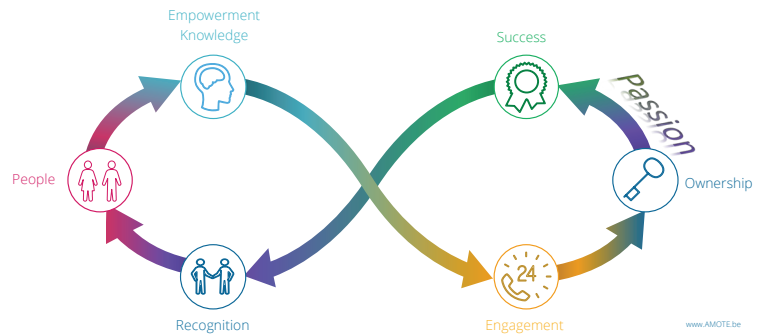 Empowerment
Knowledge
Success
Passion
People
Ownership
24
Recognition
Engagement
www.AMOTE.be